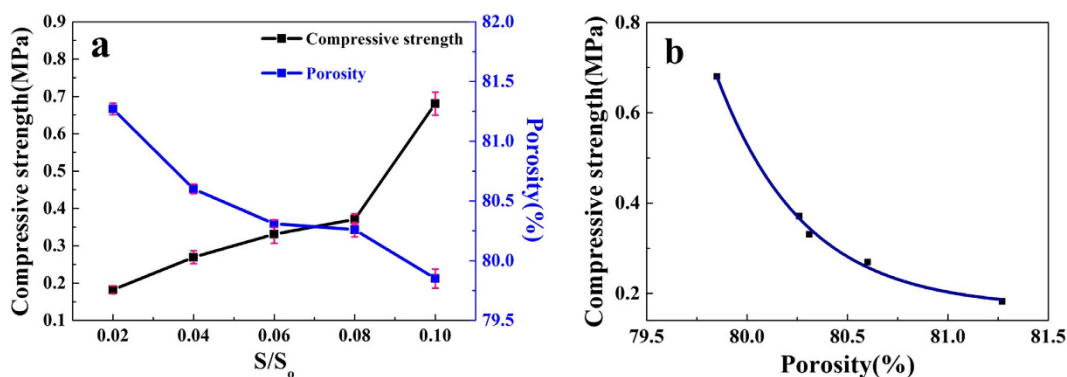 a
Compressive strength
Porosity
Compressive strength(MPa)
0.9
0.8
0.7
0.6
0.5
0.4
0.3
0.2
0.1
82.0
81.5
81.0
80.5
80.0
79.5
Porosity(%)
0.02 0.04 0.06 0.08 0.10
S/S₀
b
Compressive strength(MPa)
0.8
0.6
0.4
0.2
79.5 80.0 80.5 81.0 81.5
Porosity(%)